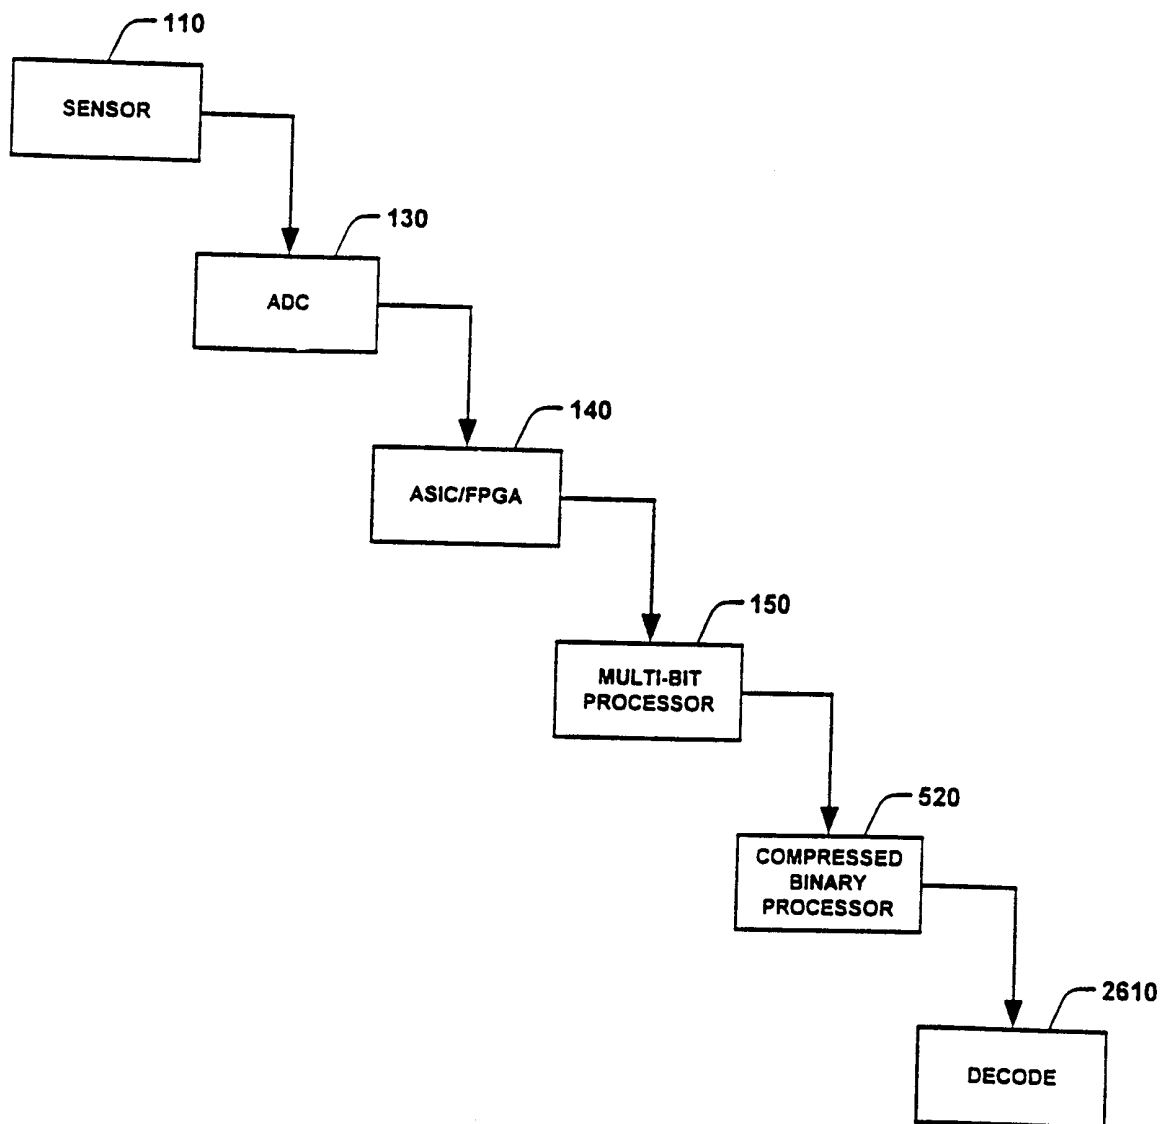 110
SENSOR
130
ADC
140
ASIC/FPGA
150
MULTI-BIT
PROCESSOR
520
COMPRESSED
BINARY
PROCESSOR
2610
DECODE